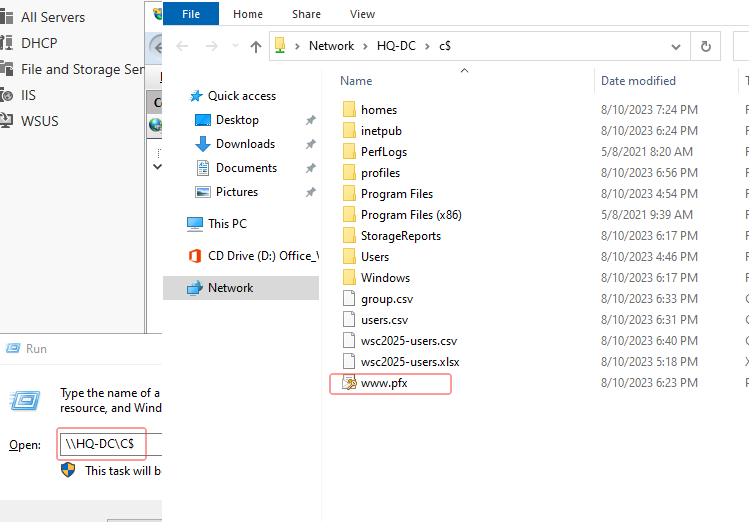 All Servers
DHCP
File and Storage Ser
IIS
WSUS
File Home Share View
Network HQ-DC c$
Name Date modified
Quick access
Desktop
Downloads
Documents
Pictures
This PC
CD Drive (D:) Office_
Network
homes 8/10/2023 7:24 PM
inetpub 8/10/2023 6:24 PM
PerfLogs 5/8/2021 8:20 AM
profiles 8/10/2023 6:56 PM
Program Files 8/10/2023 4:54 PM
Program Files (x86) 5/8/2021 9:39 AM
StorageReports 8/10/2023 6:17 PM
Users 8/10/2023 4:46 PM
Windows 8/10/2023 6:17 PM
group.csv 8/10/2023 6:33 PM
users.csv 8/10/2023 6:31 PM
wsc2025-users.csv 8/10/2023 6:40 PM
wsc2025-users.xlsx 8/10/2023 5:18 PM
www.pfx 8/10/2023 6:23 PM
Run
Type the name of a
resource, and Wind
Open: \\HQ-DC\C$
This task will b